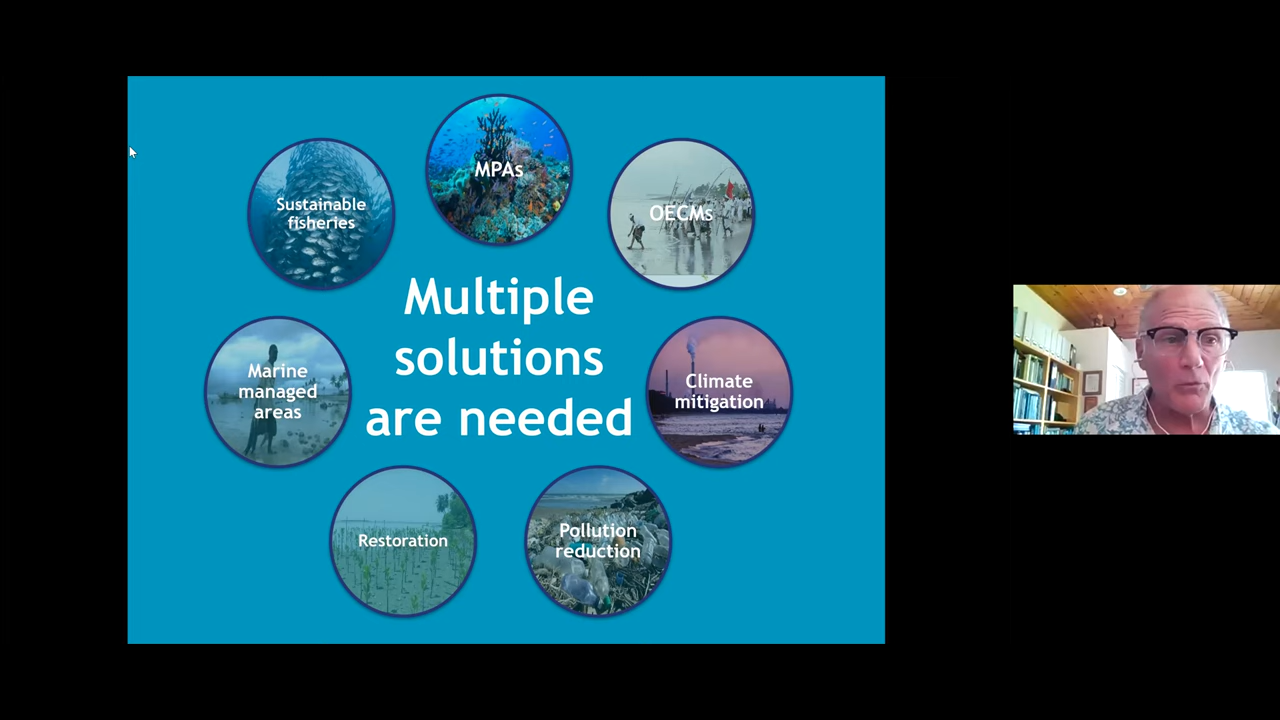 MPAs
Sustainable
fisheries
OECMs
Multiple
solutions
are needed
Marine
managed
areas
Climate
mitigation
Restoration
Pollution
reduction